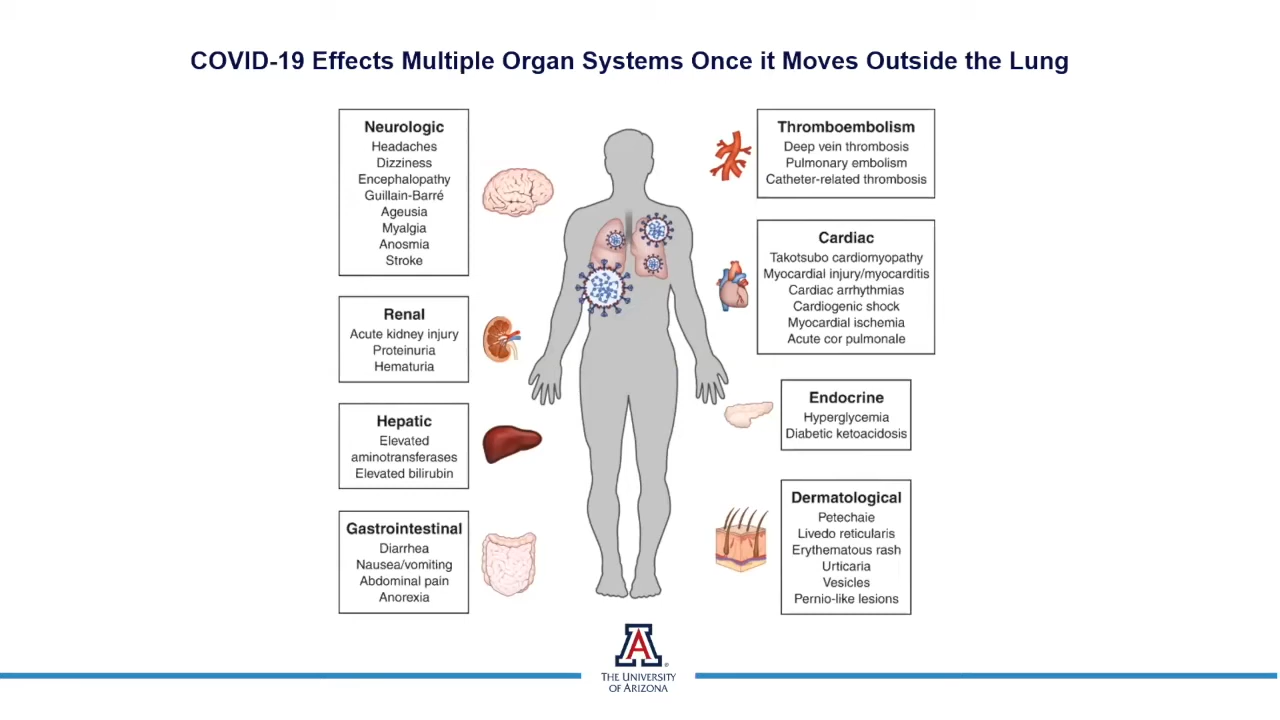 COVID-19 Effects Multiple Organ Systems Once it Moves Outside the Lung
Neurologic
Headaches
Dizziness
Encephalopathy
Guillain-Barré
Ageusia
Myalgia
Anosmia
Stroke
Renal
Acute kidney injury
Proteinuria
Hematuria
Hepatic
Elevated
aminotransferases
Elevated bilirubin
Gastrointestinal
Diarrhea
Nausea/vomiting
Abdominal pain
Anorexia
Thromboembolism
Deep vein thrombosis
Pulmonary embolism
Catheter-related thrombosis
Cardiac
Takotsubo cardiomyopathy
Myocardial injury/myocarditis
Cardiac arrhythmias
Cardiogenic shock
Myocardial ischemia
Acute cor pulmonale
Endocrine
Hyperglycemia
Diabetic ketoacidosis
Dermatological
Petechaie
Livedo reticularis
Erythematous rash
Urticaria
Vesicles
Pernio-like lesions
A
THE UNIVERSITY
OF ARIZONA